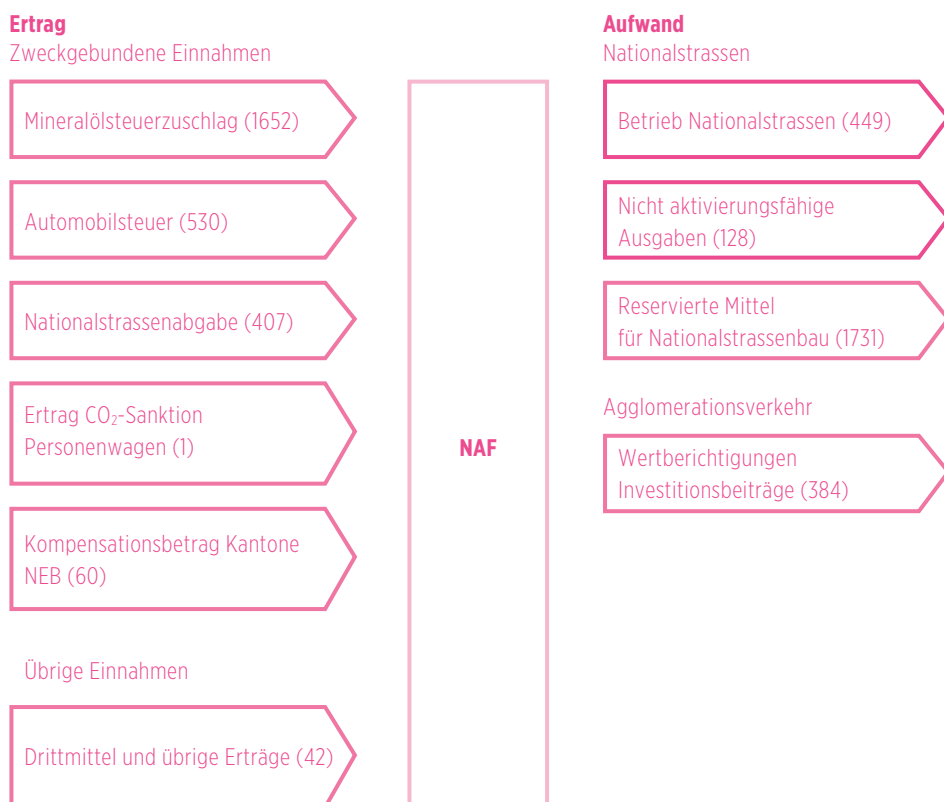 Ertrag
Zweckgebundene Einnahmen
Mineralölsteuerzuschlag (1652)
Automobilsteuer (530)
Nationalstrassenabgabe (407)
Ertrag CO₂-Sanktion
Personenwagen (1)
Kompensationsbetrag Kantone
NEB (60)
Übrige Einnahmen
Drittmittel und übrige Erträge (42)
NAF
Aufwand
Nationalstrassen
Betrieb Nationalstrassen (449)
Nicht aktivierungsfähige
Ausgaben (128)
Reservierte Mittel
für Nationalstrassenbau (1731)
Agglomerationsverkehr
Wertberichtigungen
Investitionsbeiträge (384)